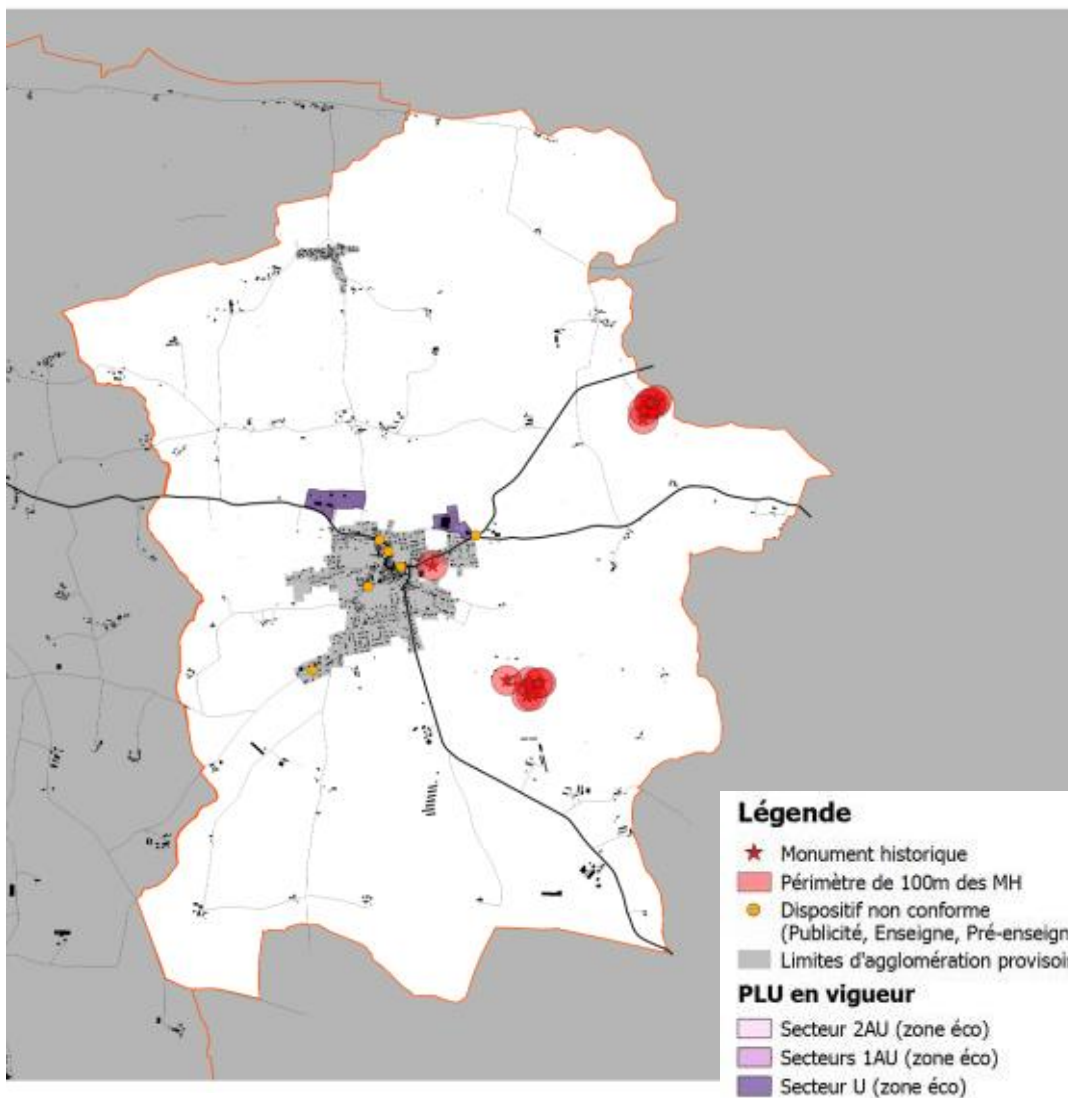 Légende
Monument historique
Périmètre de 100m des MH
Dispositif non conforme
(Publicité, Enseigne, Pré-enseign
Limites d'agglomération provisoir
PLU en vigueur
Secteur 2AU (zone éco)
Secteurs 1AU (zone éco)
Secteur U (zone éco)